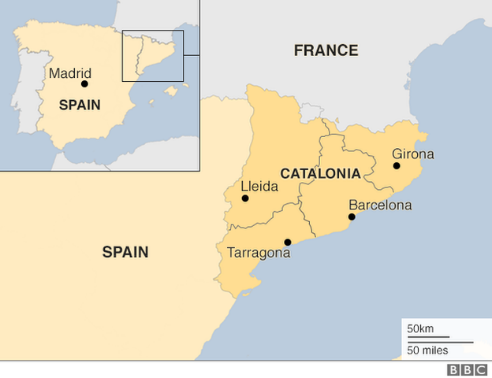 Madrid
SPAIN
FRANCE
Girona
CATALONIA
Lleida
Barcelona
Tarragona
SPAIN
50km
50 miles
BBC